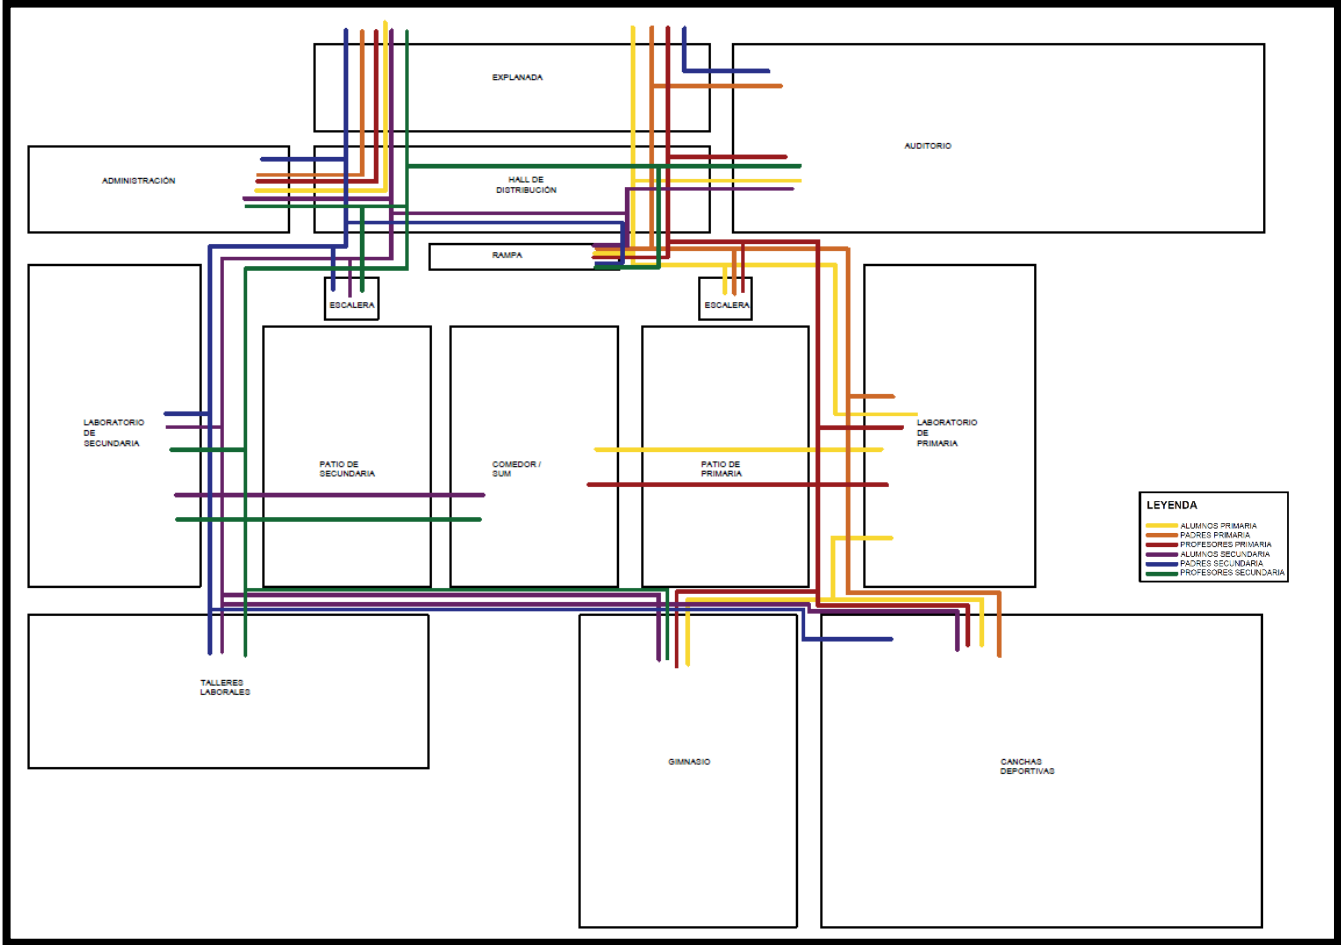 EXPLANADA
AUDITORIO
ADMINISTRACIÓN
HALL DE
DISTRIBUCIÓN
RAMPA
ESCALERA
ESCALERA
LABORATORIO
DE
SECUNDARIA
PATIO DE
SECUNDARIA
COMEDOR /
SUM
PATIO DE
PRIMARIA
LABORATORIO
DE
PRIMARIA
LEYENDA
ALUMNOS PRIMARIA
PADRES PRIMARIA
PROFESORES PRIMARIA
ALUMNOS SECUNDARIA
PADRES SECUNDARIA
PROFESORES SECUNDARIA
TALLERES
LABORALES
GIMNASIO
CANCHAS
DEPORTIVAS